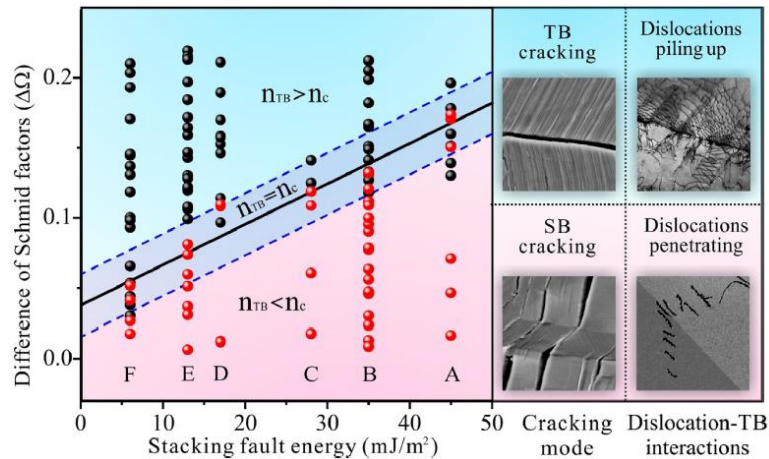 TB
cracking
Dislocations
piling up
0.2
n_TB>n_c
n_TB=n_c
0.1
Difference of Schmid factors (ΔΩ)
SB
cracking
Dislocations
penetrating
n_TB<n_c
0.0
F E D C B A
0 10 20 30 40 50
Stacking fault energy (mJ/m²)
Cracking
mode
Dislocation-TB
interactions